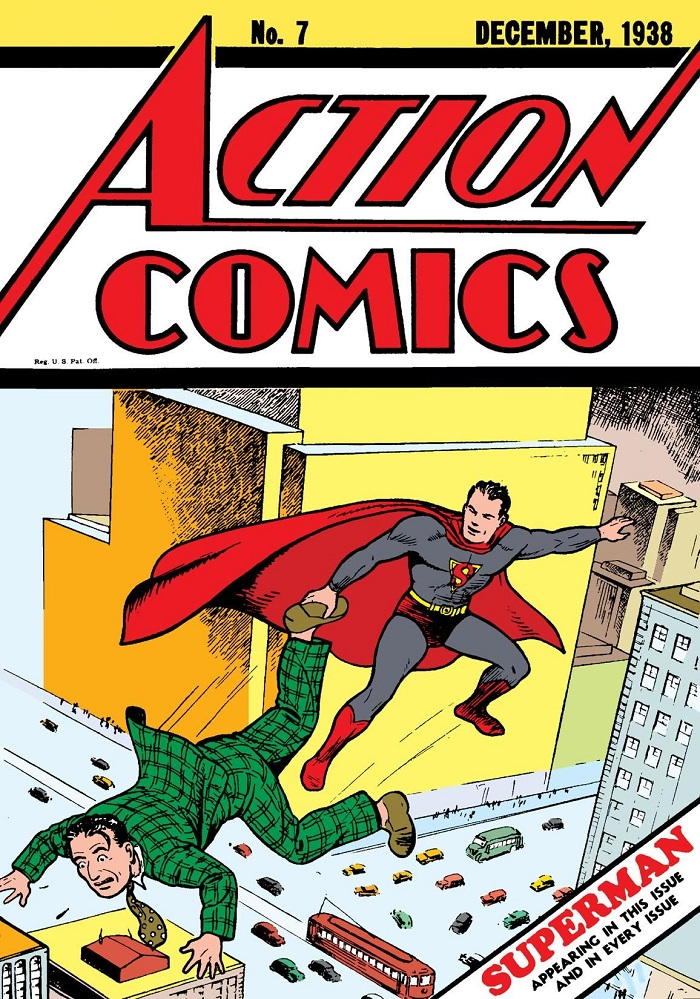 No. 7 DECEMBER, 1938
ACTION
COMICS
Reg. U. S. Pat. Off.
S
SUPERMAN
APPEARING IN THIS ISSUE
AND IN EVERY ISSUE